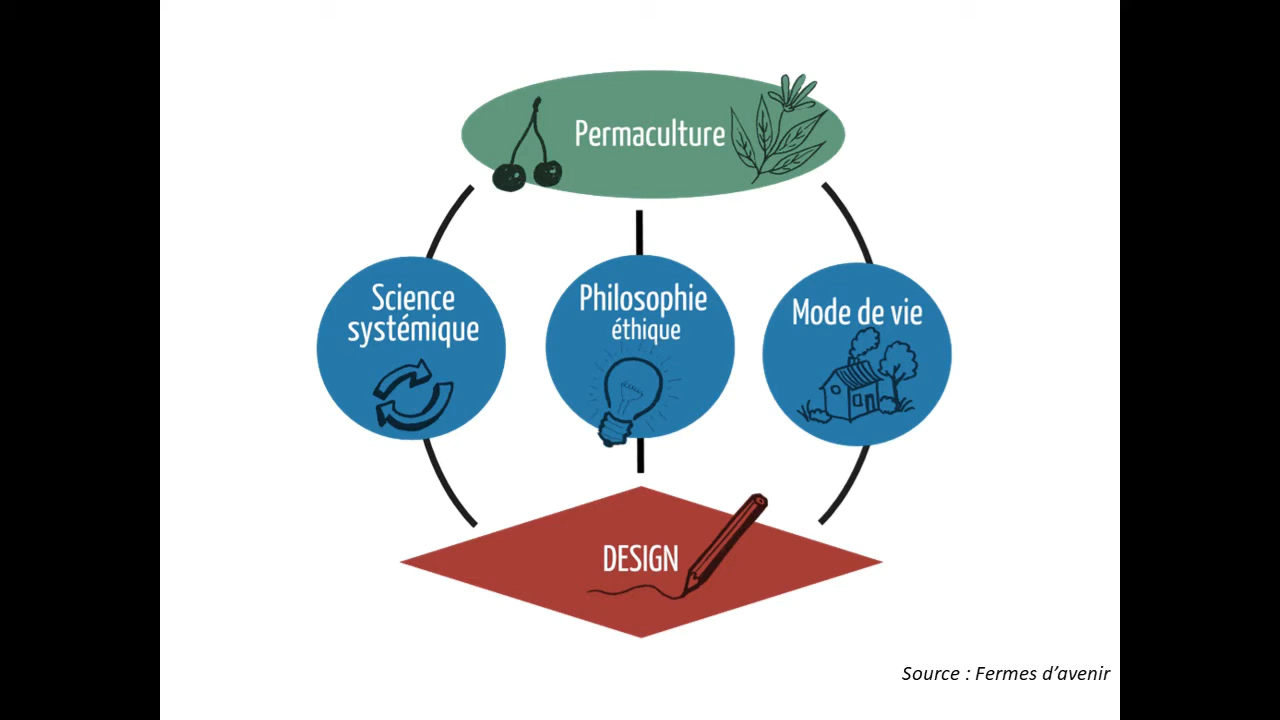 Permaculture
Science
systémique
Philosophie
éthique
Mode de vie
DESIGN
Source : Fermes d’avenir